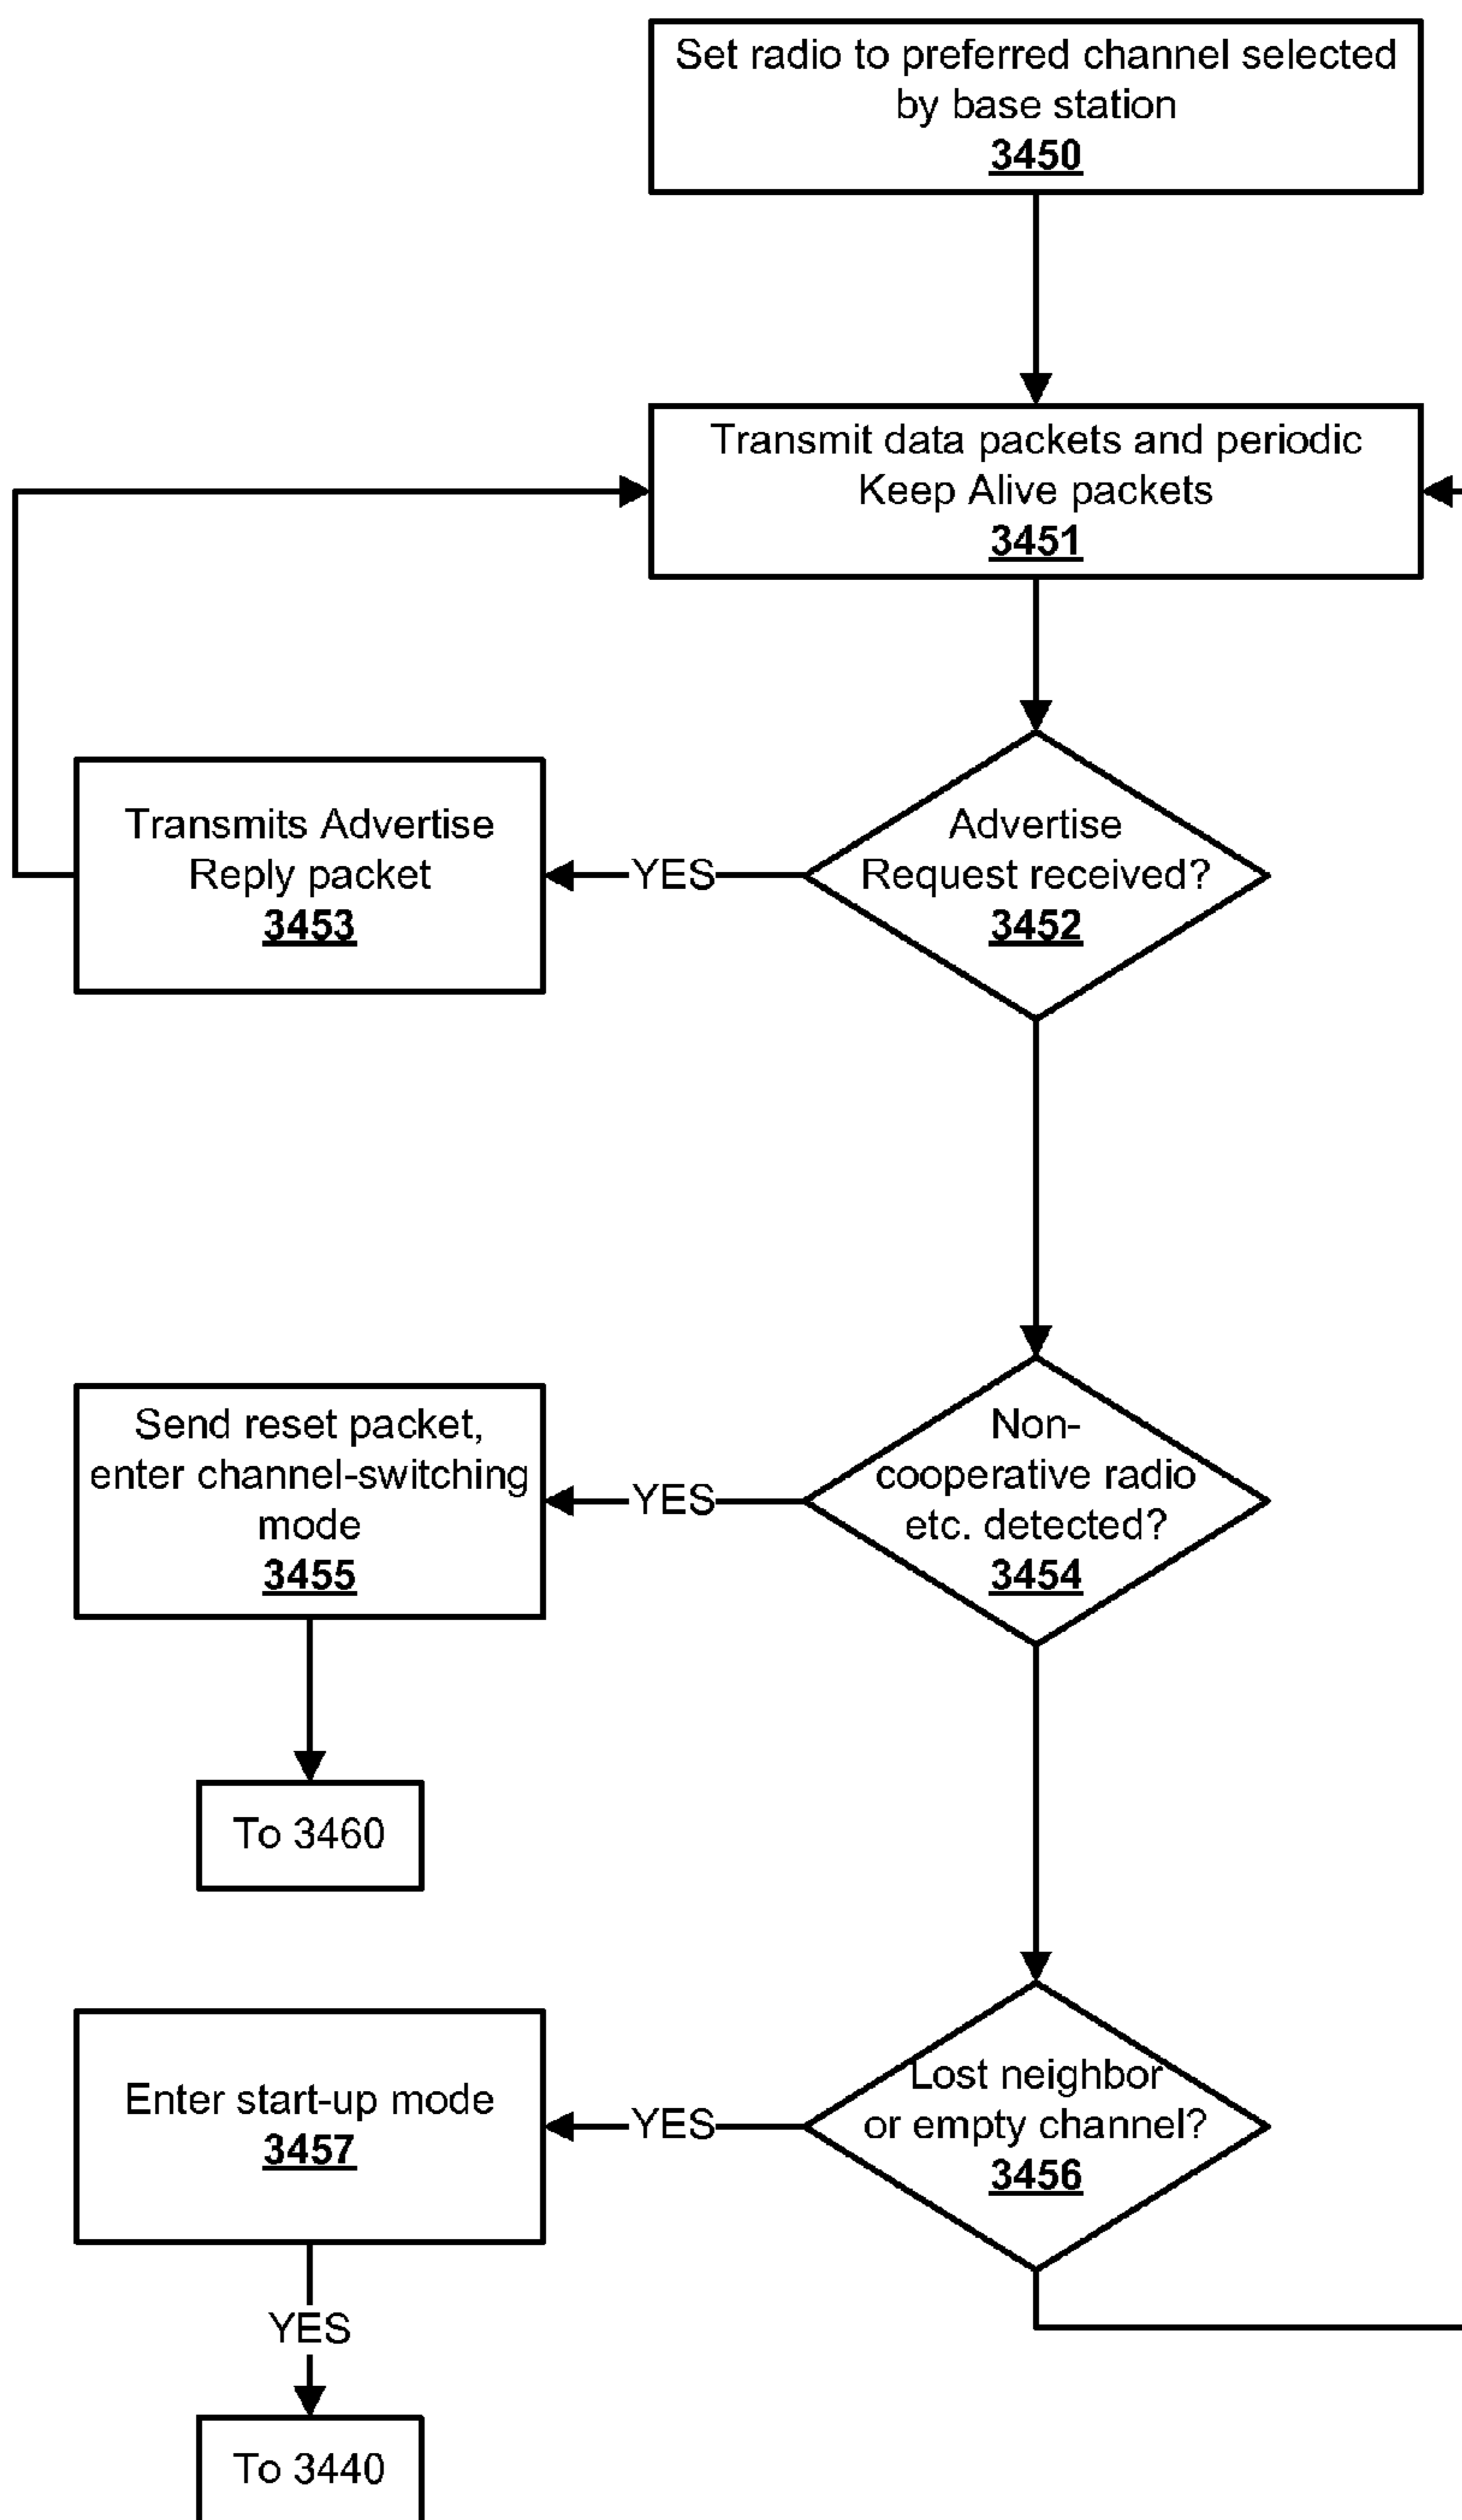 Set radio to preferred channel selected
by base station
3450
Transmit data packets and periodic
Keep Alive packets
3451
Transmits Advertise
Reply packet
3453
YES
Advertise
Request received?
3452
Send reset packet,
enter channel-switching
mode
3455
YES
Non-
cooperative radio
etc. detected?
3454
To 3460
Enter start-up mode
3457
YES
Lost neighbor
or empty channel?
3456
YES
To 3440